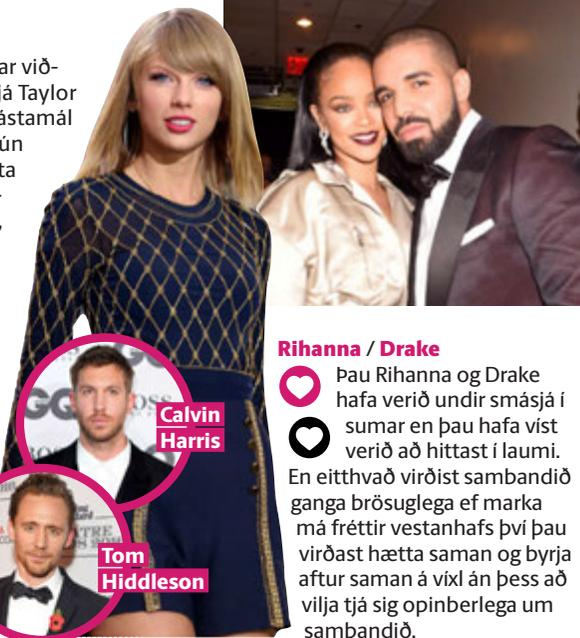 ar við-
já Taylor
ástamál
ún
ta
Calvin
Harris
Tom
Hiddleson
Rihanna / Drake
Þau Rihanna og Drake
hafa verið undir smásjá í
sumar en þau hafa víst
verið að hittast í laumi.
En eitthvað virðist sambandið
ganga brösuglega ef marka
má fréttir vestanhafs því þau
virðast hætta saman og byrja
aftur saman á víxl án þess að
vilja tjá sig opinberlega um
sambandið.